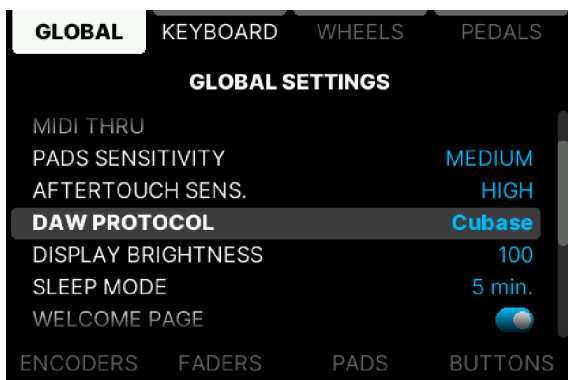 GLOBAL KEYBOARD WHEELS PEDALS
GLOBAL SETTINGS
MIDI THRU
PADS SENSITIVITY MEDIUM
AFTERTOUCH SENS. HIGH
DAW PROTOCOL Cubase
DISPLAY BRIGHTNESS 100
SLEEP MODE 5 min.
WELCOME PAGE
ENCODERS FADERS PADS BUTTONS